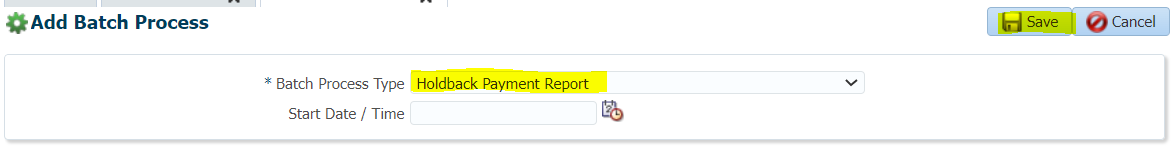 Add Batch Process
Save Cancel
* Batch Process Type Holdback Payment Report
Start Date / Time